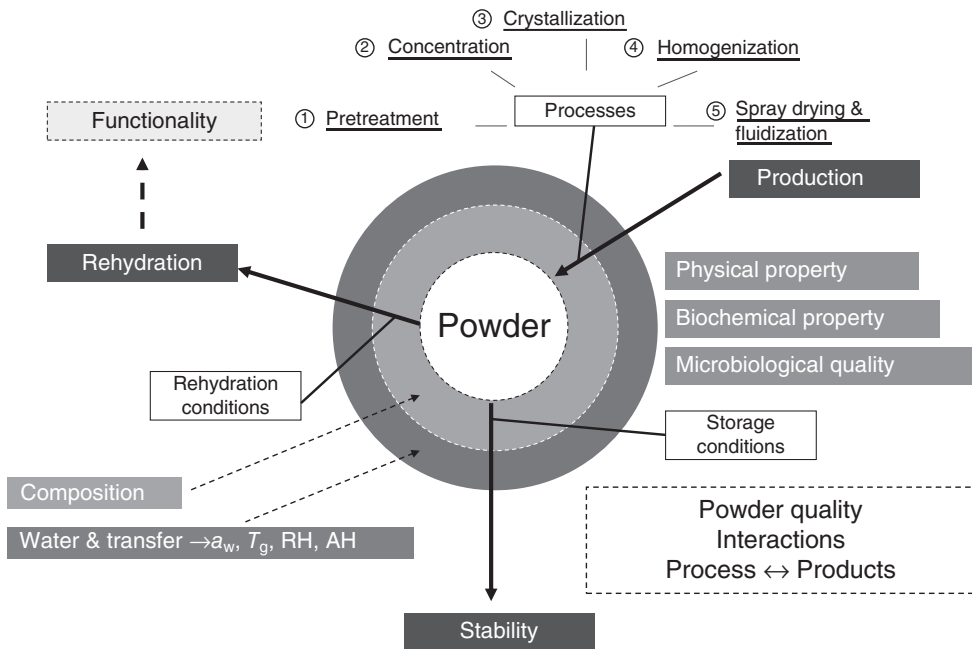 ③ Crystallization
② Concentration
④ Homogenization
Processes
① Pretreatment
⑤ Spray drying &
fluidization
Functionality
Production
Rehydration
Physical property
Powder
Biochemical property
Microbiological quality
Rehydration
conditions
Storage
conditions
Composition
Water & transfer →aw, Tg, RH, AH
Powder quality
Interactions
Process ↔ Products
Stability